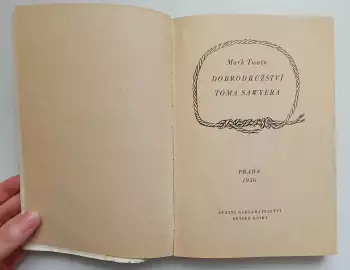 Mark Twain
DOBRODRUŽSTVÍ
TOMA SAWYERA
PRAHA
1956
STÁTNÍ NAKLADATELSTVÍ
DĚTSKÉ KNIHY